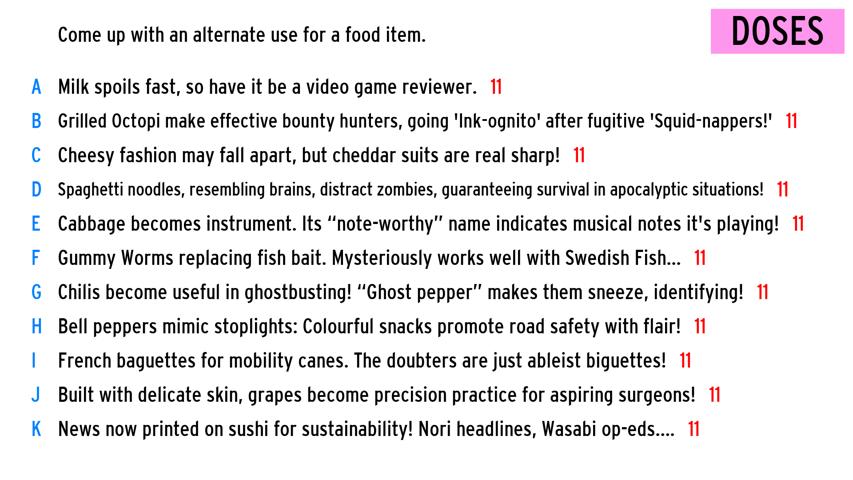 Come up with an alternate use for a food item.
DOSES
A Milk spoils fast, so have it be a video game reviewer. 11
B Grilled Octopi make effective bounty hunters, going 'Ink-ognito' after fugitive 'Squid-nappers!' 11
C Cheesy fashion may fall apart, but cheddar suits are real sharp! 11
D Spaghetti noodles, resembling brains, distract zombies, guaranteeing survival in apocalyptic situations! 11
E Cabbage becomes instrument. Its “note-worthy” name indicates musical notes it's playing! 11
F Gummy Worms replacing fish bait. Mysteriously works well with Swedish Fish... 11
G Chilis become useful in ghostbusting! “Ghost pepper” makes them sneeze, identifying! 11
H Bell peppers mimic stoplights: Colourful snacks promote road safety with flair! 11
I French baguettes for mobility canes. The doubters are just ableist biguettes! 11
J Built with delicate skin, grapes become precision practice for aspiring surgeons! 11
K News now printed on sushi for sustainability! Nori headlines, Wasabi op-eds.... 11